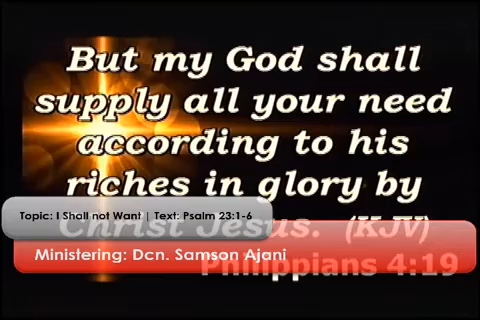 But my God shall
supply all your need
according to his
riches in glory by
Christ Jesus. (KJV)
Philippians 4:19
Topic: I Shall not Want | Text: Psalm 23:1-6
Ministering: Dcn. Samson Ajani